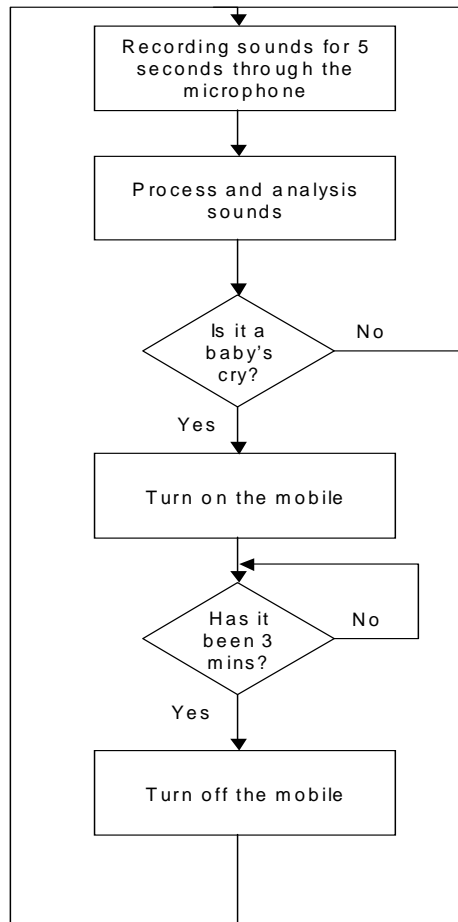 Recording sounds for 5
seconds through the
microphone
Process and analysis
sounds
Is it a
baby's
cry?
No
Yes
Turn on the mobile
Has it
been 3
mins?
No
Yes
Turn off the mobile